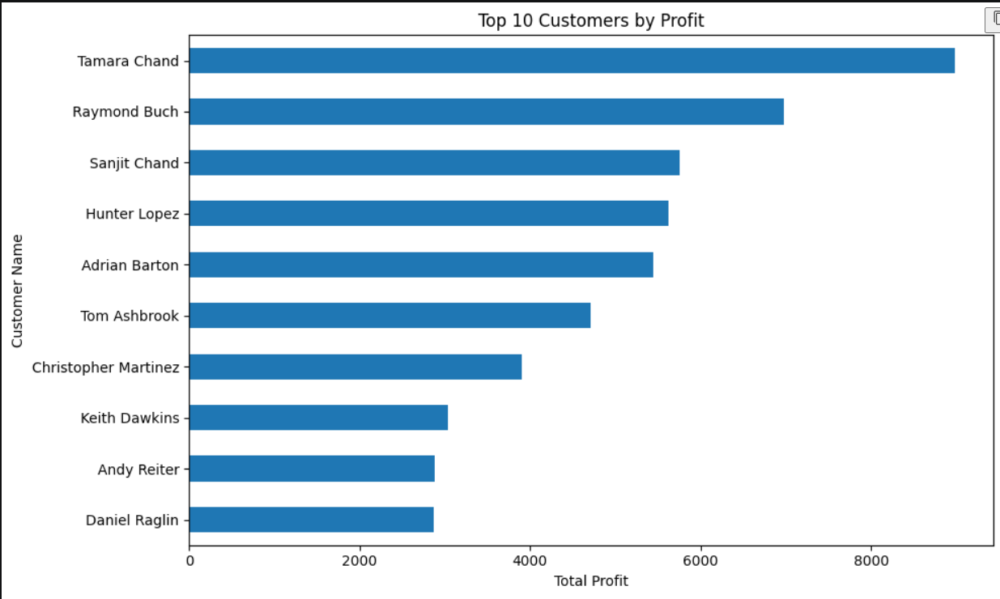 Top 10 Customers by Profit
Tamara Chand
Raymond Buch
Sanjit Chand
Hunter Lopez
Adrian Barton
Tom Ashbrook
Christopher Martinez
Keith Dawkins
Andy Reiter
Daniel Raglin
Customer Name
0 2000 4000 6000 8000
Total Profit